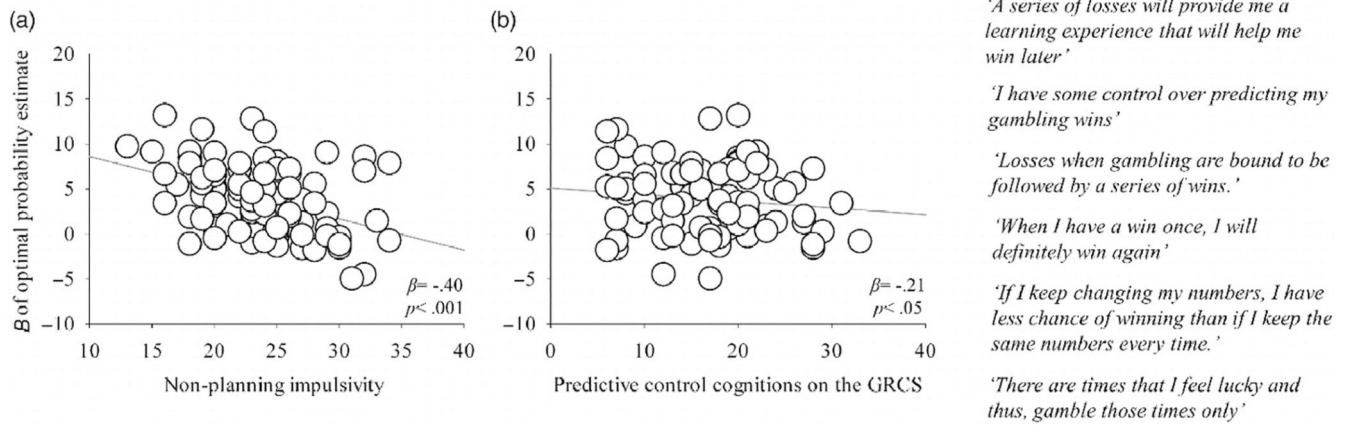 (a)
B of optimal probability estimate
20
15
10
5
0
−5
−10
10 15 20 25 30 35 40
β= -.40
p< .001
Non-planning impulsivity
(b)
20
15
10
5
0
−5
−10
0 10 20 30 40
β= -.21
p< .05
Predictive control cognitions on the GRCS
‘A series of losses will provide me a
learning experience that will help me
win later’
‘I have some control over predicting my
gambling wins’
‘Losses when gambling are bound to be
followed by a series of wins.’
‘When I have a win once, I will
definitely win again’
‘If I keep changing my numbers, I have
less chance of winning than if I keep the
same numbers every time.’
‘There are times that I feel lucky and
thus, gamble those times only’